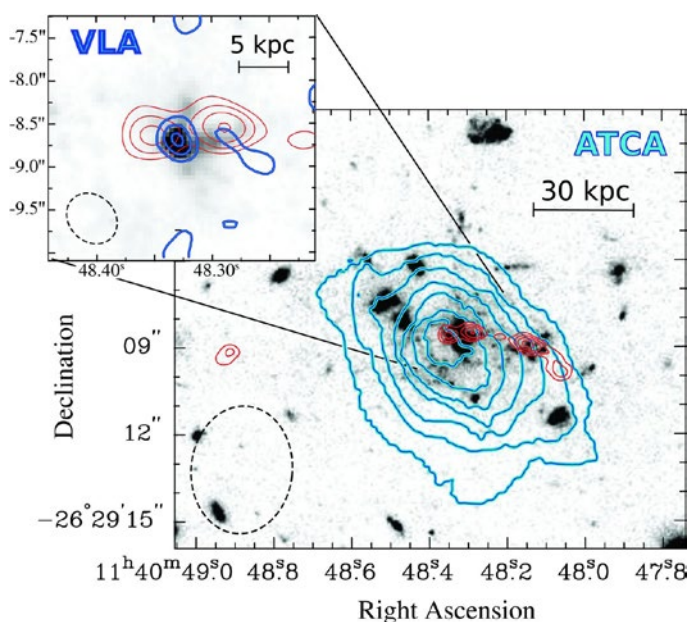 -7.5"
VLA
5 kpc
-8.0"
-8.5"
-9.0"
-9.5"
48.40s
48.30s
ATCA
30 kpc
09"
12"
−26°29′15″
Declination
11h40m49s.0 48s.8 48s.6 48s.4 48s.2 48s.0 47s.8
Right Ascension